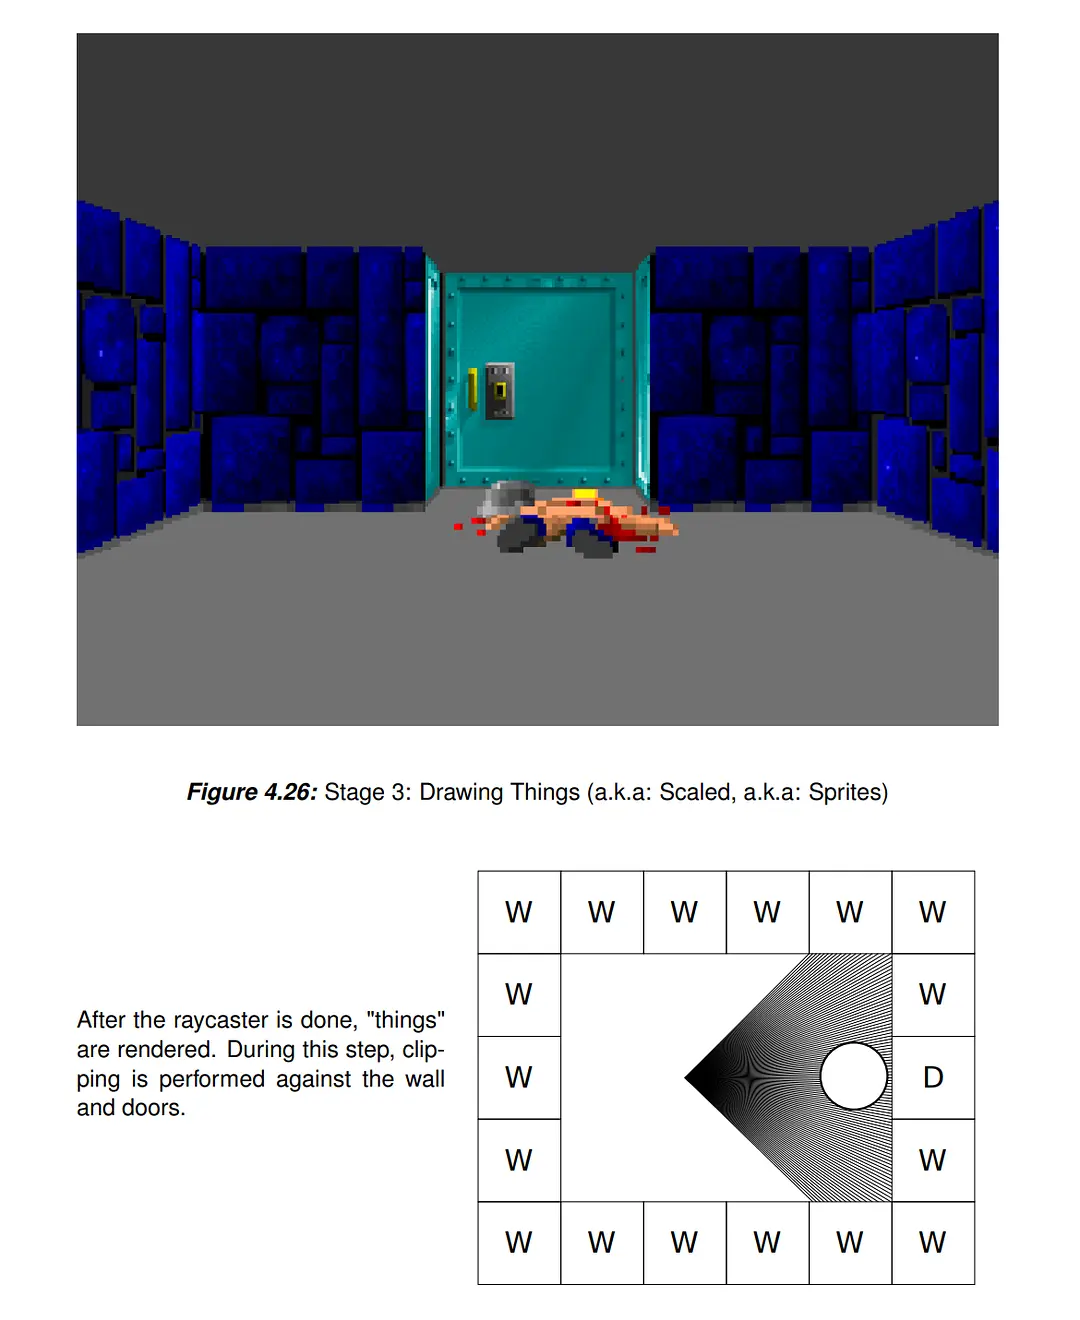 Figure 4.26: Stage 3: Drawing Things (a.k.a: Scaled, a.k.a: Sprites)
After the raycaster is done, "things"
are rendered. During this step, clip-
ping is performed against the wall
and doors.
W W W W W W
W W
W D
W W
W W W W W W